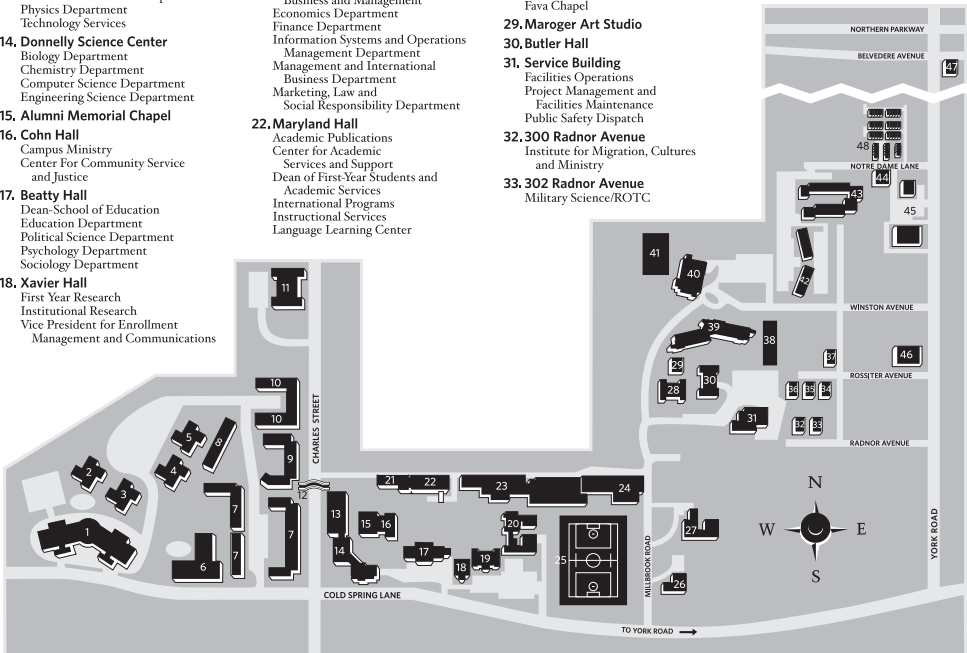 Physics Department
Technology Services
14. Donnelly Science Center
Biology Department
Chemistry Department
Computer Science Department
Engineering Science Department
15. Alumni Memorial Chapel
16. Cohn Hall
Campus Ministry
Center For Community Service
and Justice
17. Beatty Hall
Dean-School of Education
Education Department
Political Science Department
Psychology Department
Sociology Department
18. Xavier Hall
First Year Research
Institutional Research
Vice President for Enrollment
Management and Communications
Business and Management
Economics Department
Finance Department
Information Systems and Operations
Management Department
Management and International
Business Department
Marketing, Law and
Social Responsibility Department
22. Maryland Hall
Academic Publications
Center for Academic
Services and Support
Dean of First-Year Students and
Academic Services
International Programs
Instructional Services
Language Learning Center
Fava Chapel
29. Maroger Art Studio
30. Butler Hall
31. Service Building
Facilities Operations
Project Management and
Facilities Maintenance
Public Safety Dispatch
32. 300 Radnor Avenue
Institute for Migration, Cultures
and Ministry
33. 302 Radnor Avenue
Military Science/ROTC
NORTHERN PARKWAY
BELVEDERE AVENUE
47
48
NOTRE DAME LANE
44
43
45
41
40
42
11
WINSTON AVENUE
39
38
37
46
29
ROSSITER AVENUE
10
28
30
36
35
34
CHARLES STREET
10
31
32
33
5
8
RADNOR AVENUE
9
2
4
21
22
23
24
3
12
N
7
13
15
16
20
1
7
27
W
E
YORK ROAD
14
17
25
7
6
18
19
MILLBROOK ROAD
S
26
COLD SPRING LANE
TO YORK ROAD